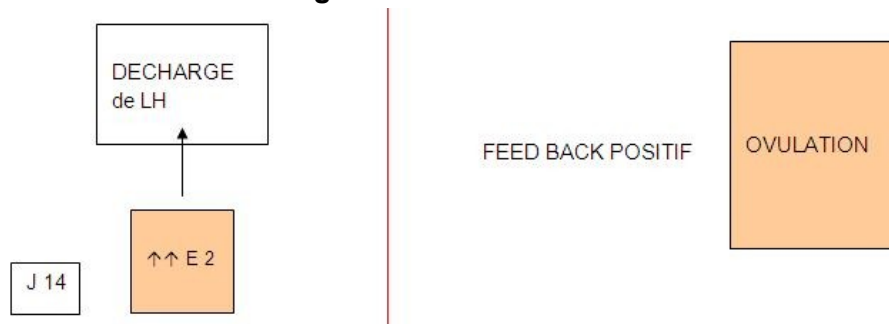 DECHARGE
de LH
↑↑ E 2
J 14
FEED BACK POSITIF
OVULATION